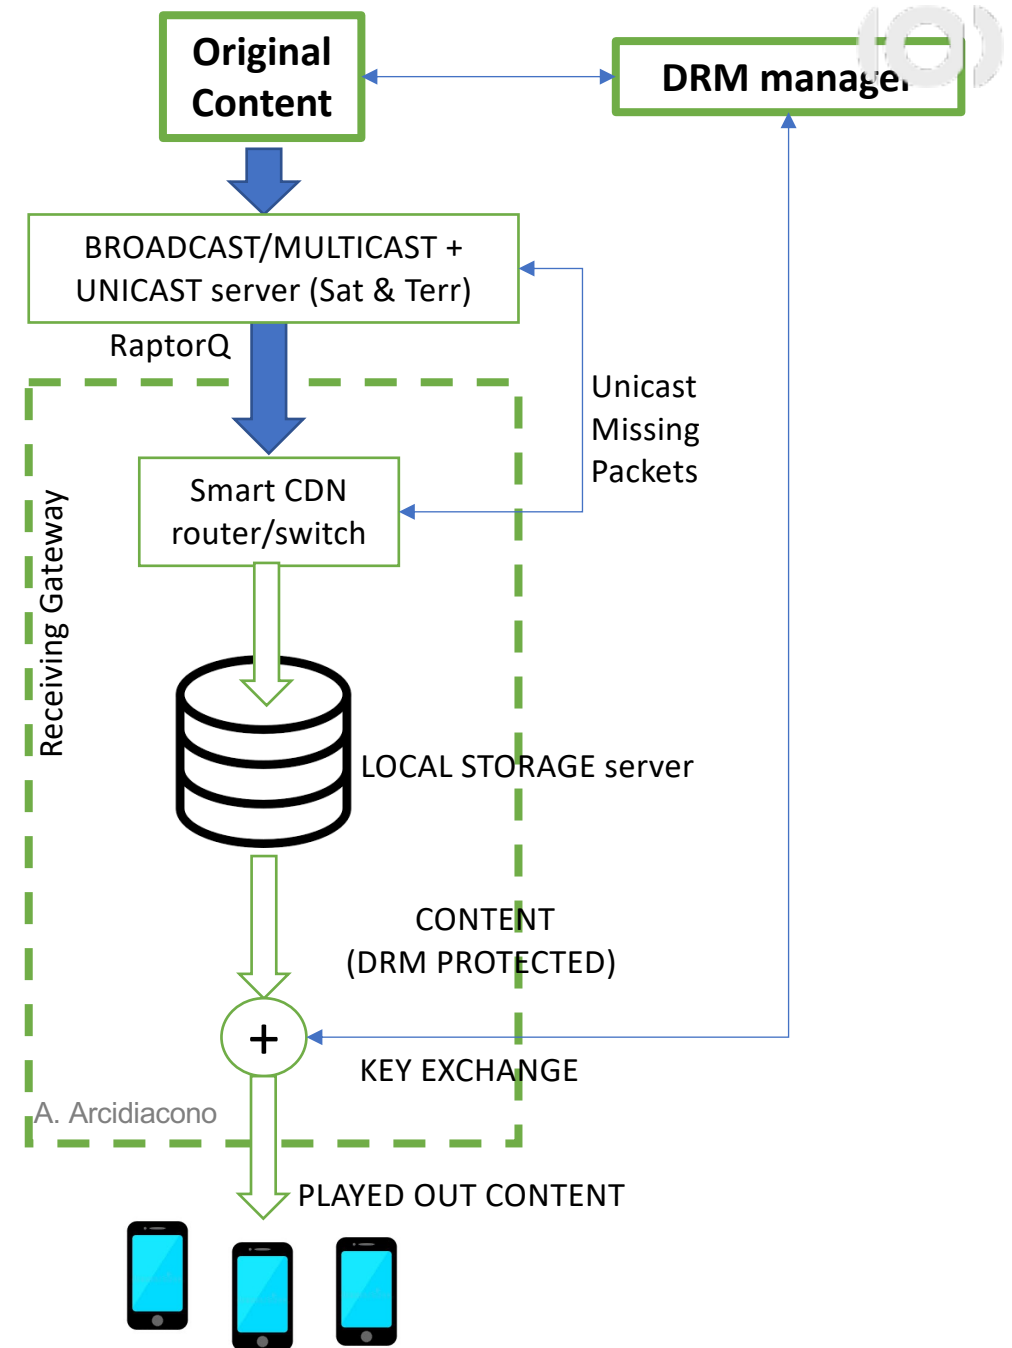 Original
Content
DRM manager
BROADCAST/MULTICAST +
UNICAST server (Sat & Terr)
RaptorQ
Unicast
Missing
Packets
Smart CDN
router/switch
Receiving Gateway
LOCAL STORAGE server
CONTENT
(DRM PROTECTED)
+
KEY EXCHANGE
A. Arcidiacono
PLAYED OUT CONTENT